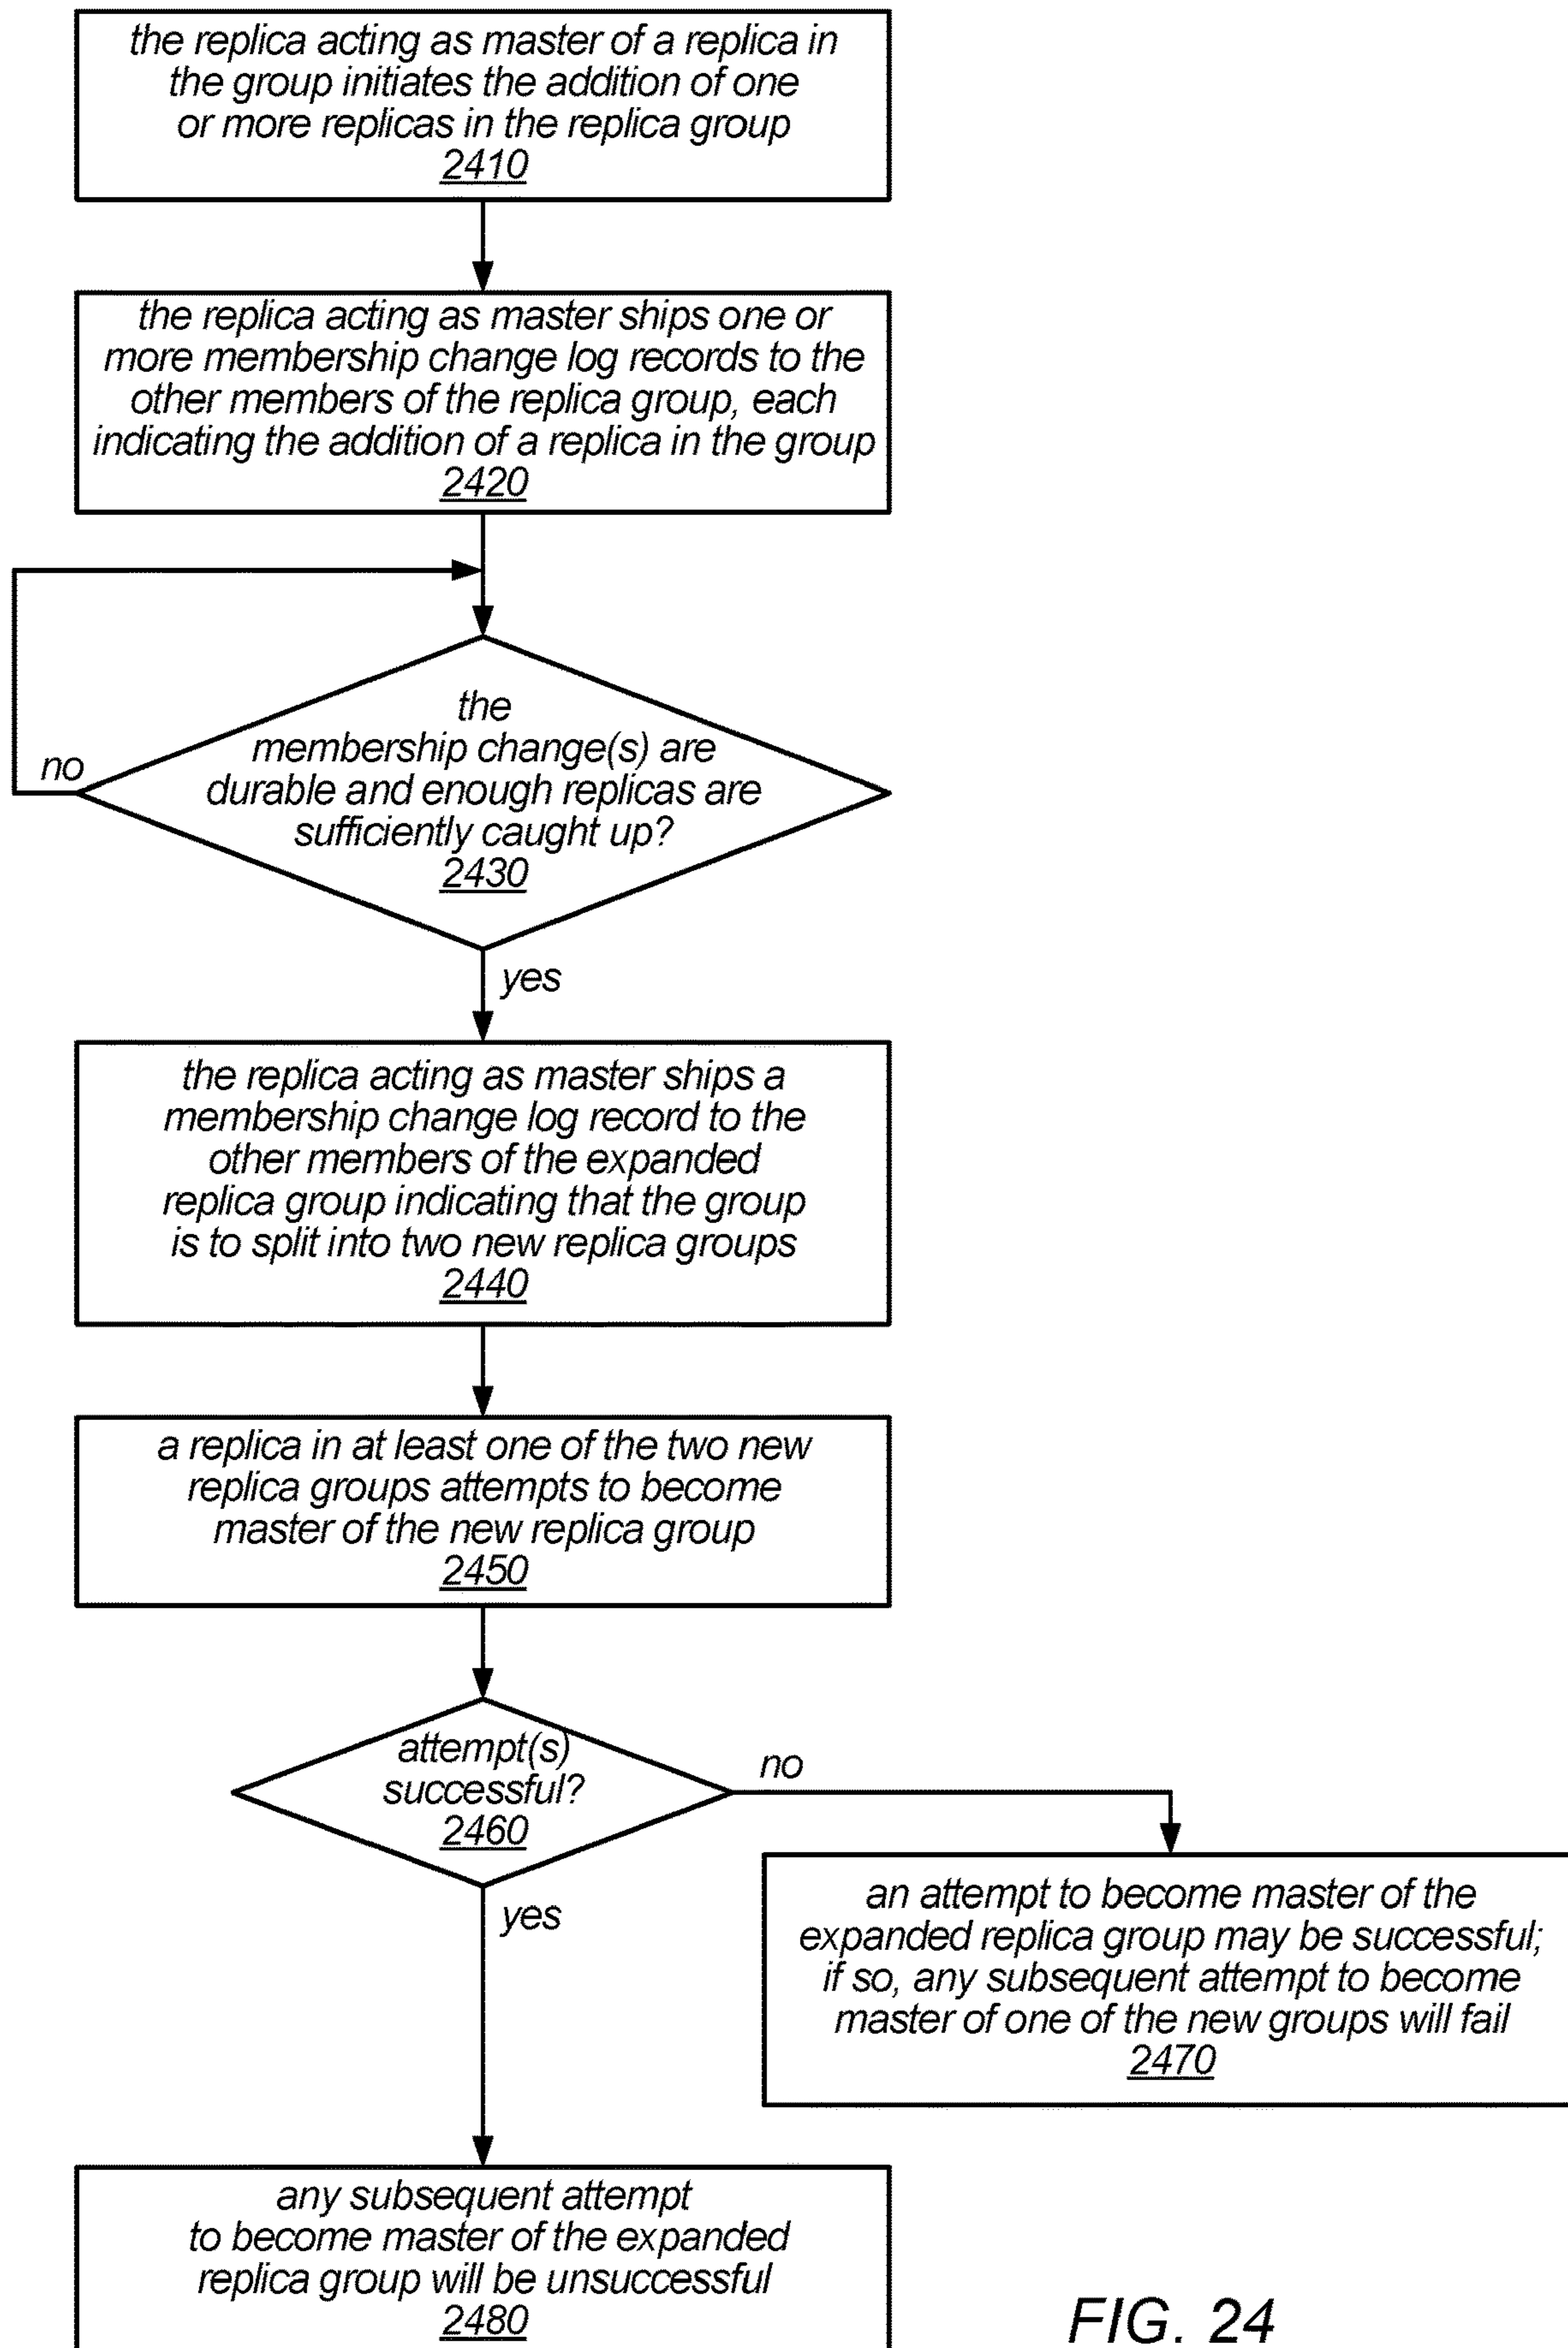 the replica acting as master of a replica in
the group initiates the addition of one
or more replicas in the replica group
2410
the replica acting as master ships one or
more membership change log records to the
other members of the replica group, each
indicating the addition of a replica in the group
2420
the
membership change(s) are
durable and enough replicas are
sufficiently caught up?
2430
no
yes
the replica acting as master ships a
membership change log record to the
other members of the expanded
replica group indicating that the group
is to split into two new replica groups
2440
a replica in at least one of the two new
replica groups attempts to become
master of the new replica group
2450
attempt(s)
successful?
2460
no
yes
an attempt to become master of the
expanded replica group may be successful;
if so, any subsequent attempt to become
master of one of the new groups will fail
2470
any subsequent attempt
to become master of the expanded
replica group will be unsuccessful
2480
FIG. 24